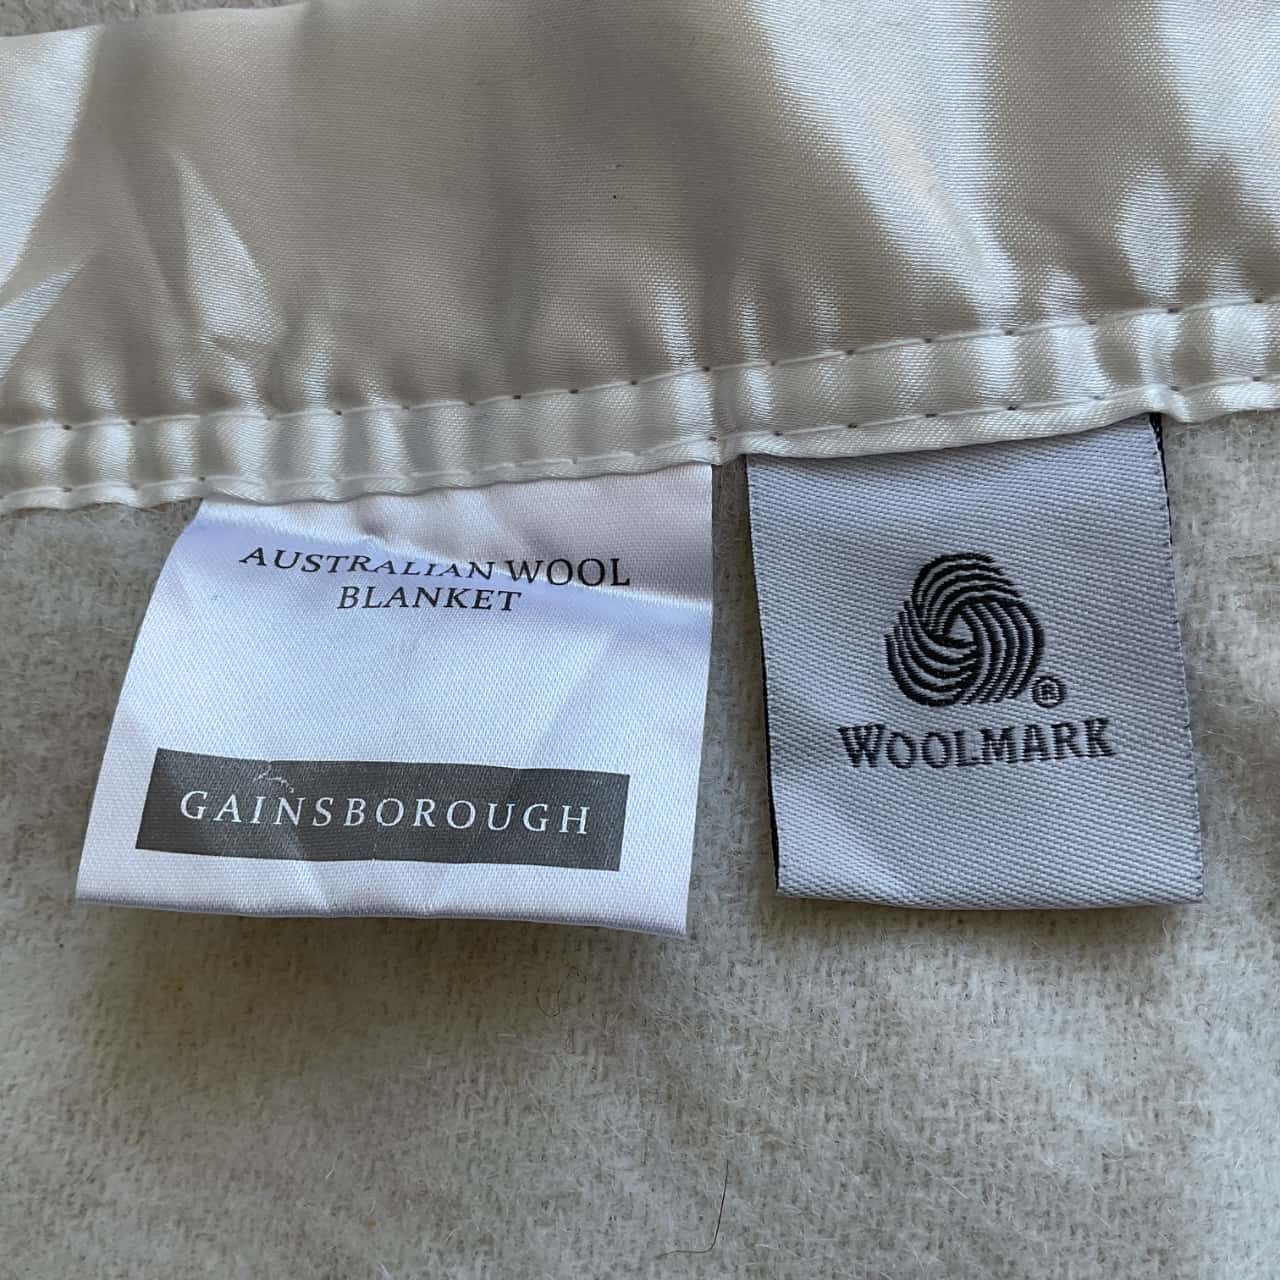 AUSTRALIAN WOOL
BLANKET
GAINSBOROUGH
®
WOOLMARK